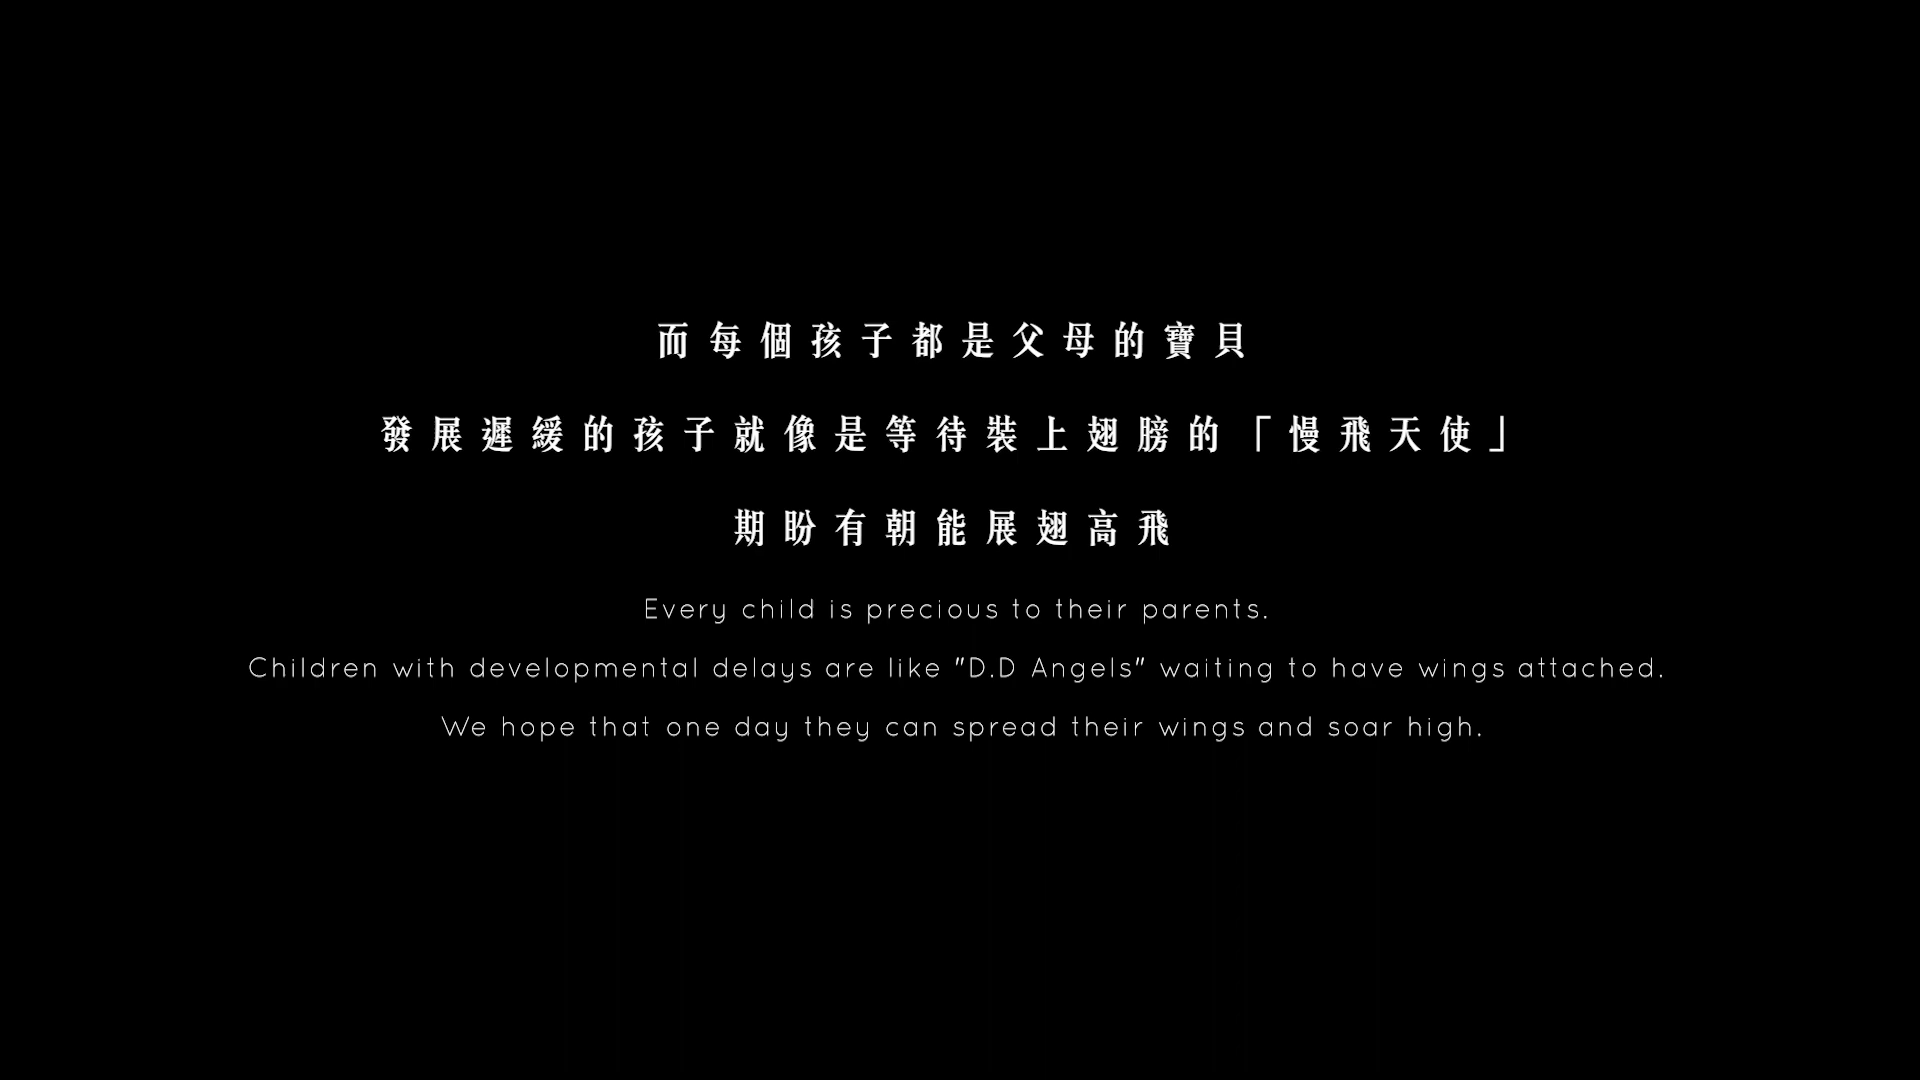 而每個孩子都是父母的寶貝
發展遲緩的孩子就像是等待裝上翅膀的「慢飛天使」
期盼有朝能展翅高飛
Every child is precious to their parents.
Children with developmental delays are like "D.D Angels" waiting to have wings attached.
We hope that one day they can spread their wings and soar high.